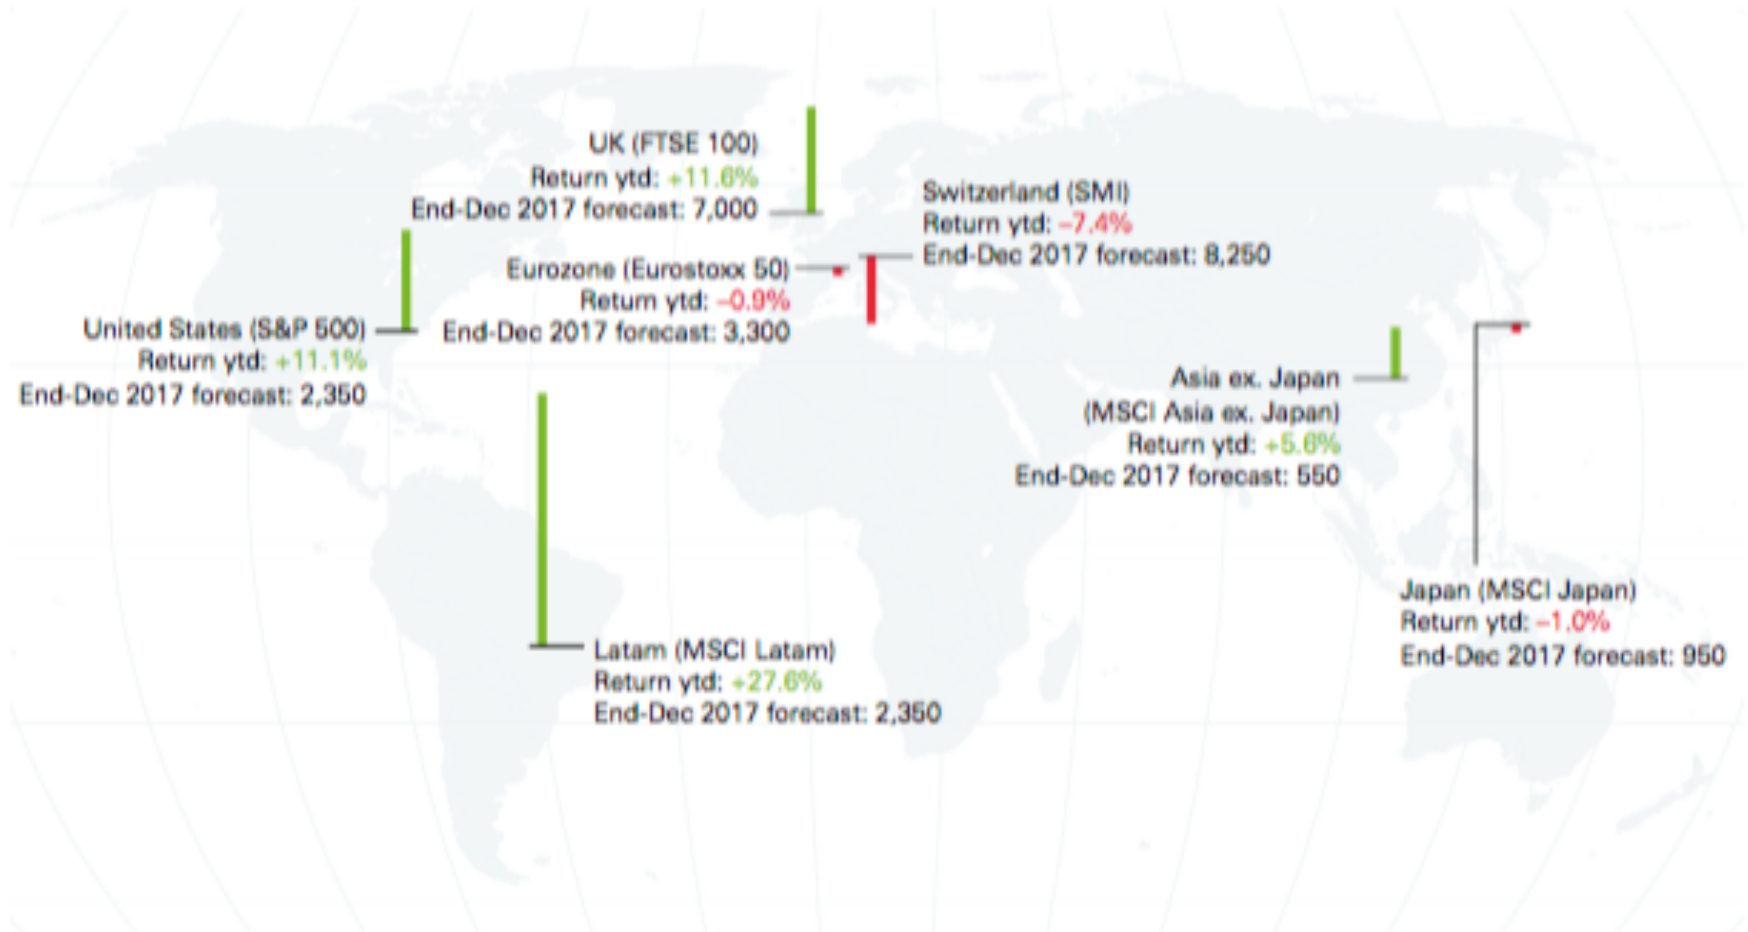 UK (FTSE 100)
Return ytd: +11.6%
End-Dec 2017 forecast: 7,000
Switzerland (SMI)
Return ytd: –7.4%
End-Dec 2017 forecast: 8,250
Eurozone (Eurostoxx 50)
Return ytd: –0.9%
End-Dec 2017 forecast: 3,300
United States (S&P 500)
Return ytd: +11.1%
End-Dec 2017 forecast: 2,350
Asia ex. Japan
(MSCI Asia ex. Japan)
Return ytd: +5.6%
End-Dec 2017 forecast: 550
Japan (MSCI Japan)
Return ytd: –1.0%
End-Dec 2017 forecast: 950
Latam (MSCI Latam)
Return ytd: +27.6%
End-Dec 2017 forecast: 2,350